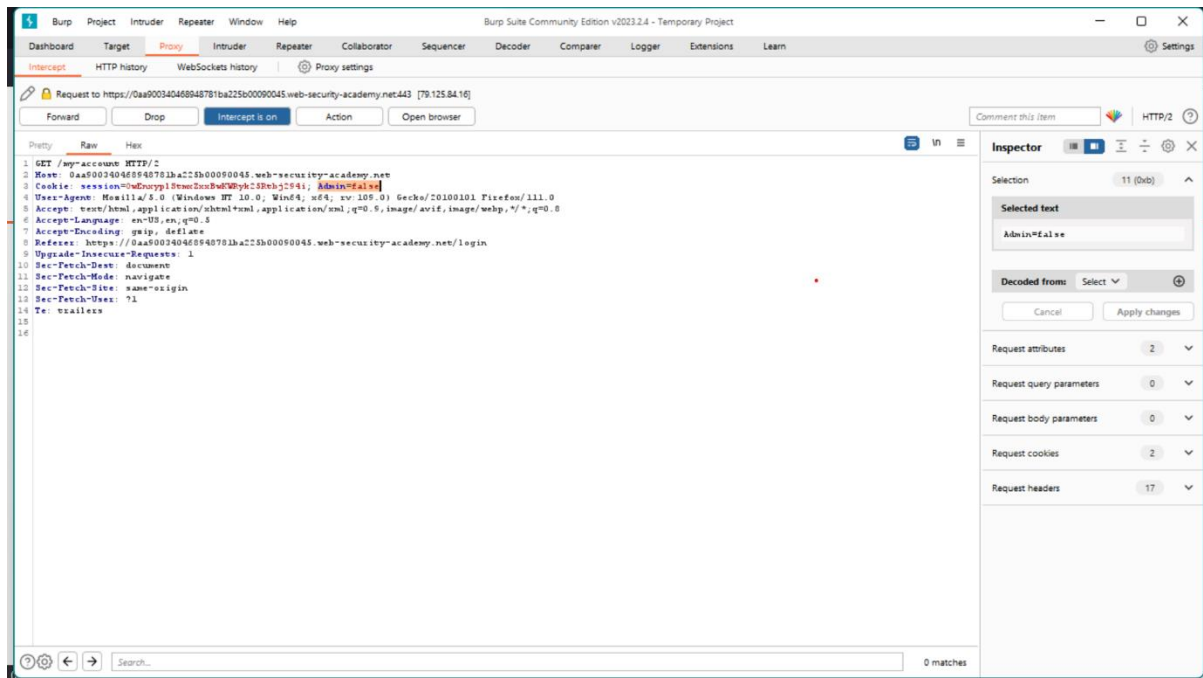 Burp Project Intruder Repeater Window Help Burp Suite Community Edition v2023.2.4 - Temporary Project
Dashboard Target Proxy Intruder Repeater Collaborator Sequencer Decoder Comparer Logger Extensions Learn Settings
Intercept HTTP history WebSockets history Proxy settings
Request to https://0aa900340468948781ba225b00090045.web-security-academy.net:443 [79.125.84.16]
Forward Drop Intercept is on Action Open browser Comment this item HTTP/2
Pretty Raw Hex \n
Inspector
1 GET /my-account HTTP/2
2 Host: 0aa900340468948781ba225b00090045.web-security-academy.net
3 Cookie: Admin=false
4 User-Agent: Mozilla/5.0 (Windows NT 10.0; Win64; x64; rv:109.0) Gecko/20100101 Firefox/111.0
5 Accept: text/html,application/xhtml+xml,application/xml;q=0.9,image/avif,image/webp,*/*;q=0.8
6 Accept-Language: en-US,en;q=0.5
7 Accept-Encoding: gzip, deflate
8 Referer: https://0aa900340468948781ba225b00090045.web-security-academy.net/login
9 Upgrade-Insecure-Requests: 1
10 Sec-Fetch-Dest: document
11 Sec-Fetch-Mode: navigate
12 Sec-Fetch-Site: same-origin
13 Sec-Fetch-User: ?1
14 Te: trailers
15
16
Selection 11 (0xb)
Selected text
Admin=false
Decoded from: Select
Cancel Apply changes
Request attributes 2
Request query parameters 0
Request body parameters 0
Request cookies 2
Request headers 17
Search... 0 matches